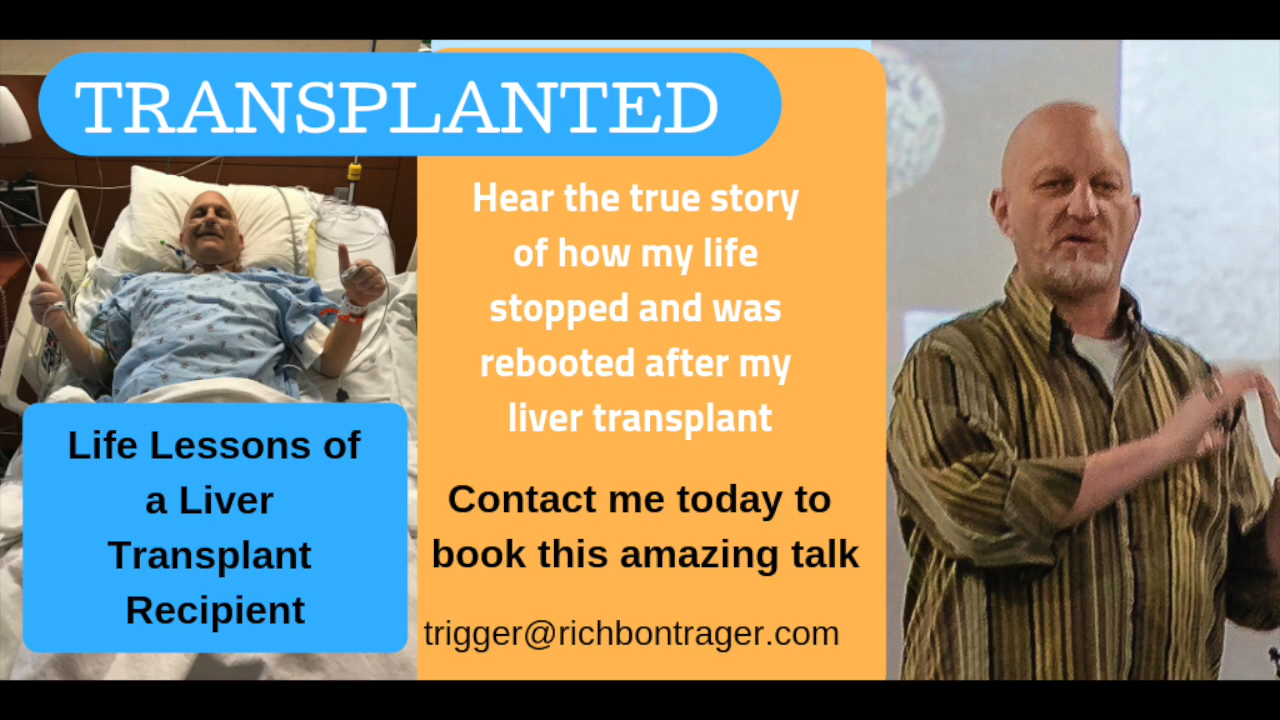 TRANSPLANTED
Hear the true story
of how my life
stopped and was
rebooted after my
liver transplant
Life Lessons of
a Liver
Transplant
Recipient
Contact me today to
book this amazing talk
trigger@richbontrager.com